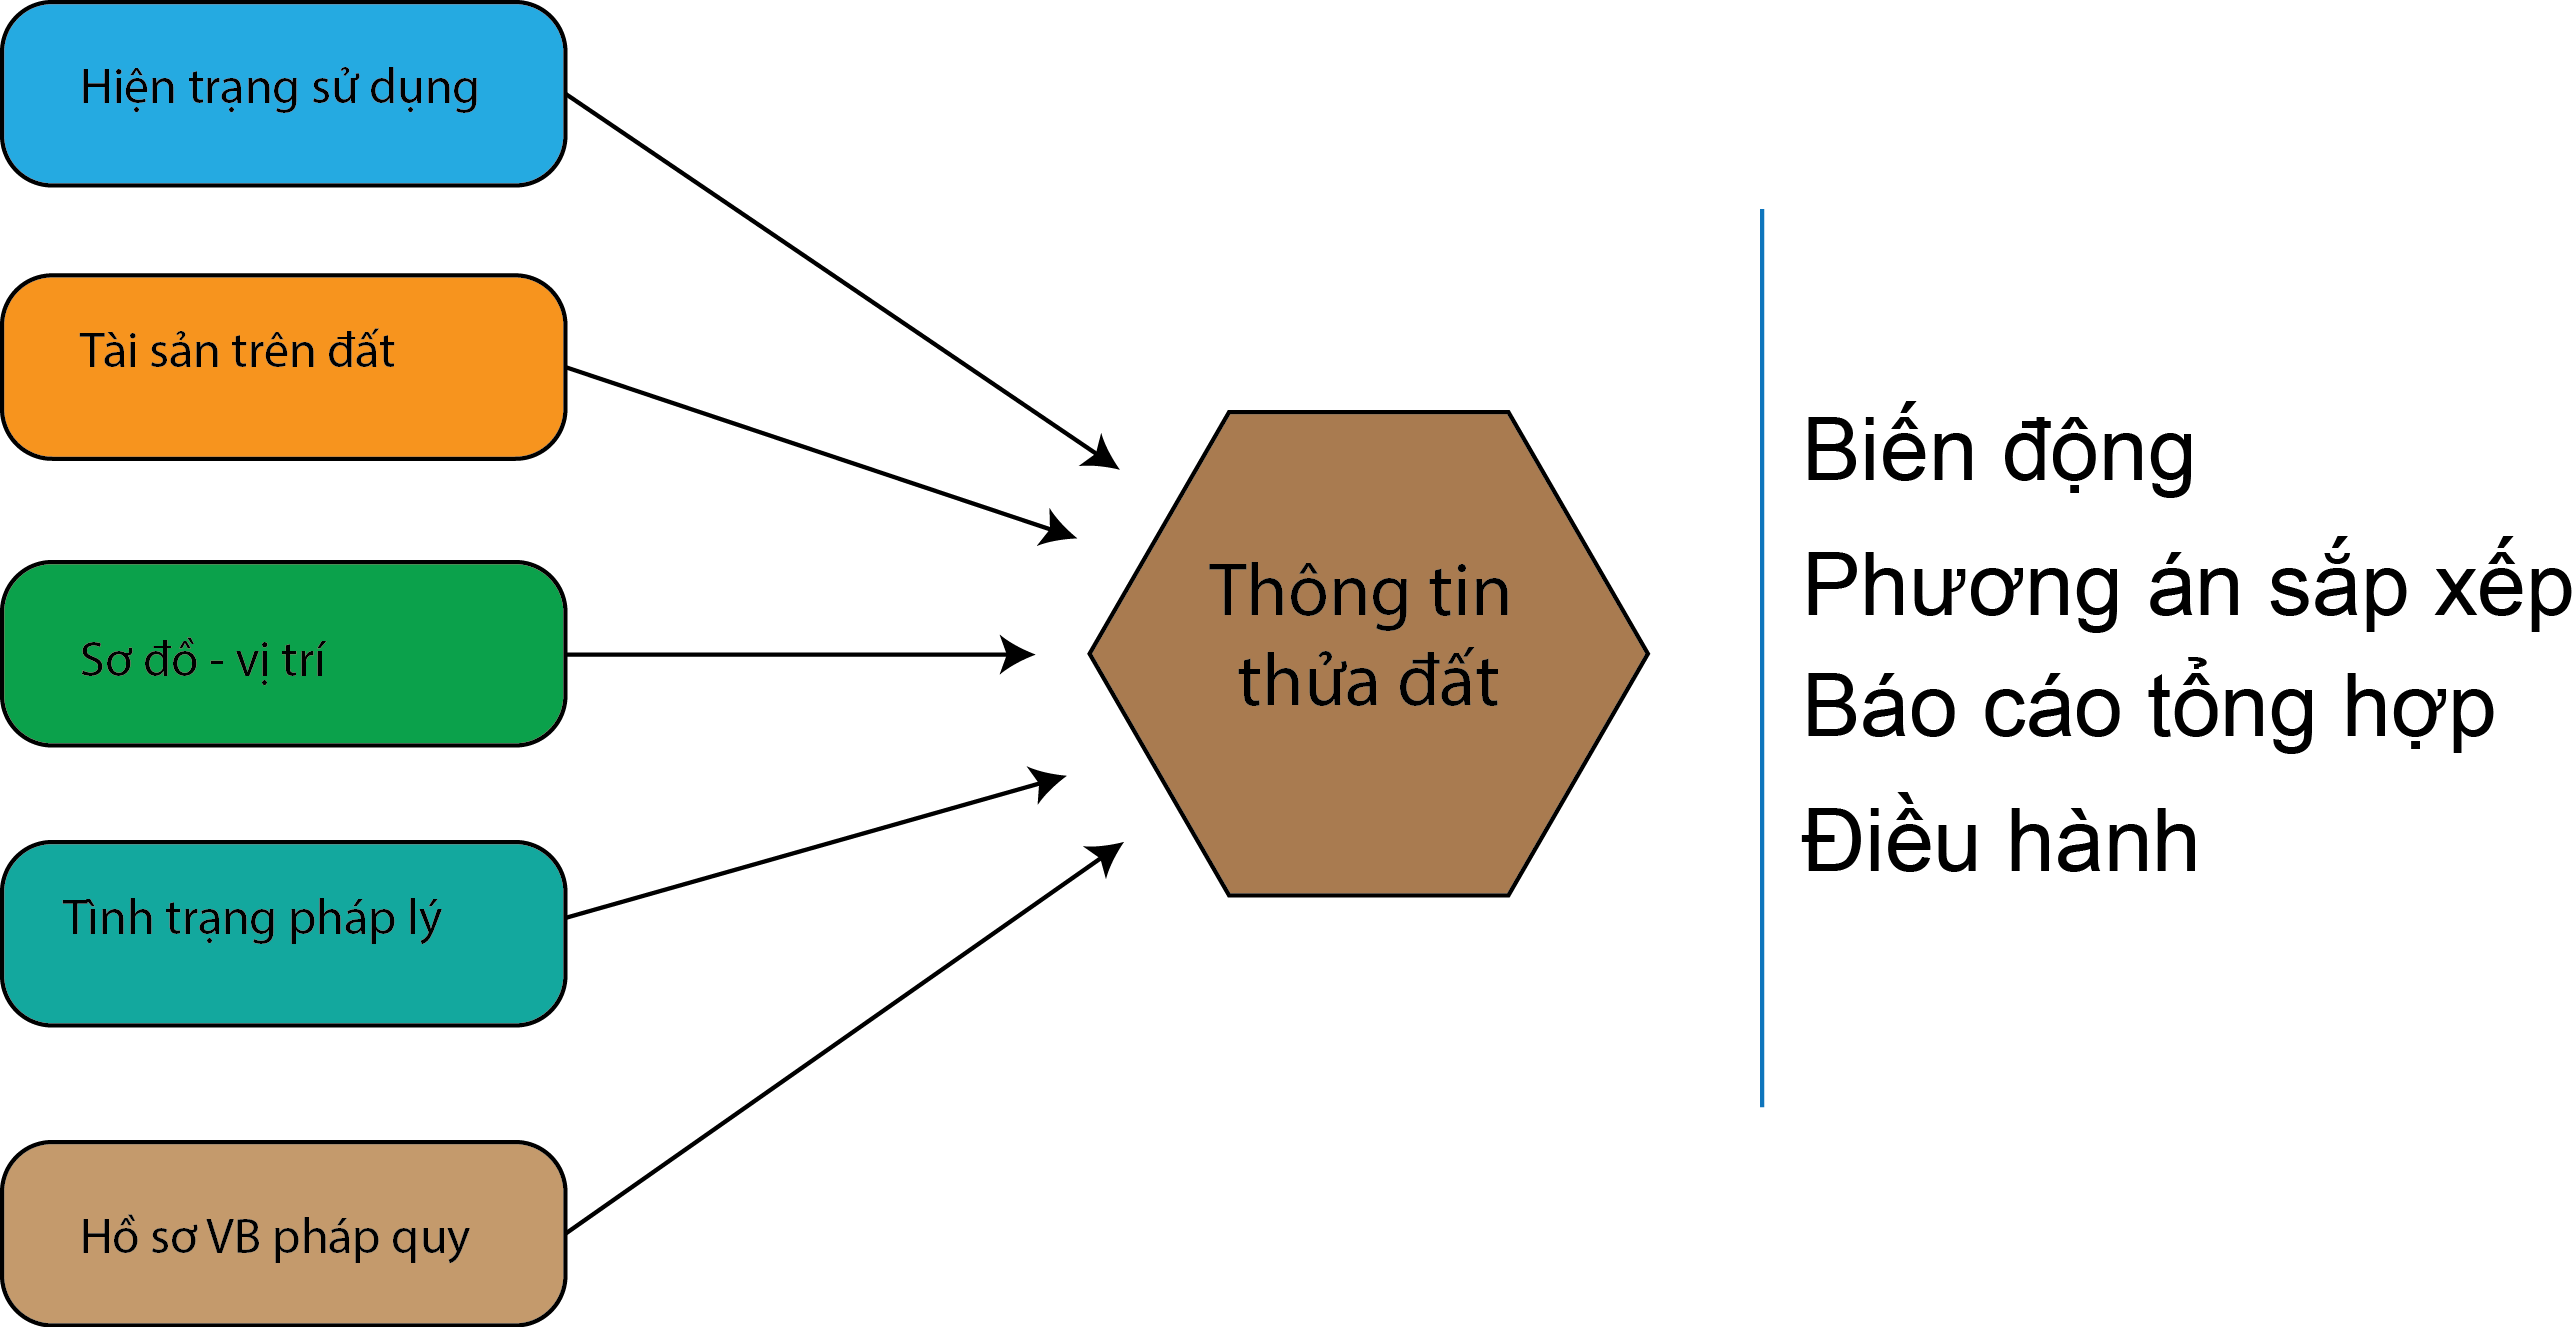 Hiện trạng sử dụng
Tài sản trên đất
Sơ đồ - vị trí
Tình trạng pháp lý
Hồ sơ VB pháp quy
Thông tin
thửa đất
Biến động
Phương án sắp xếp
Báo cáo tổng hợp
Điều hành